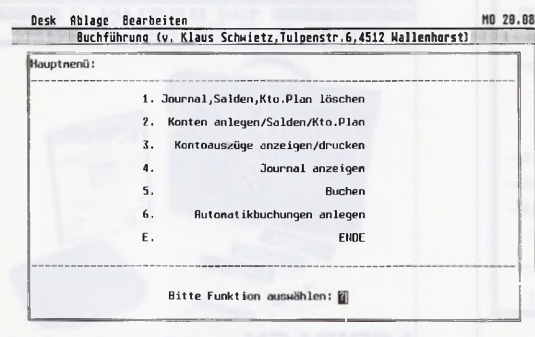 Desk Ablage Bearbeiten MO 28.08
Buchführung (v. Klaus Schwietz,Tulpenstr.6,4512 Wallenhorst)
Hauptmenü:
1. Journal,Salden,Kto.Plan löschen
2. Konten anlegen/Salden/Kto.Plan
3. Kontoauszüge anzeigen/drucken
4. Journal anzeigen
5. Buchen
6. Automatikbuchungen anlegen
E. ENDE
Bitte Funktion auswählen: